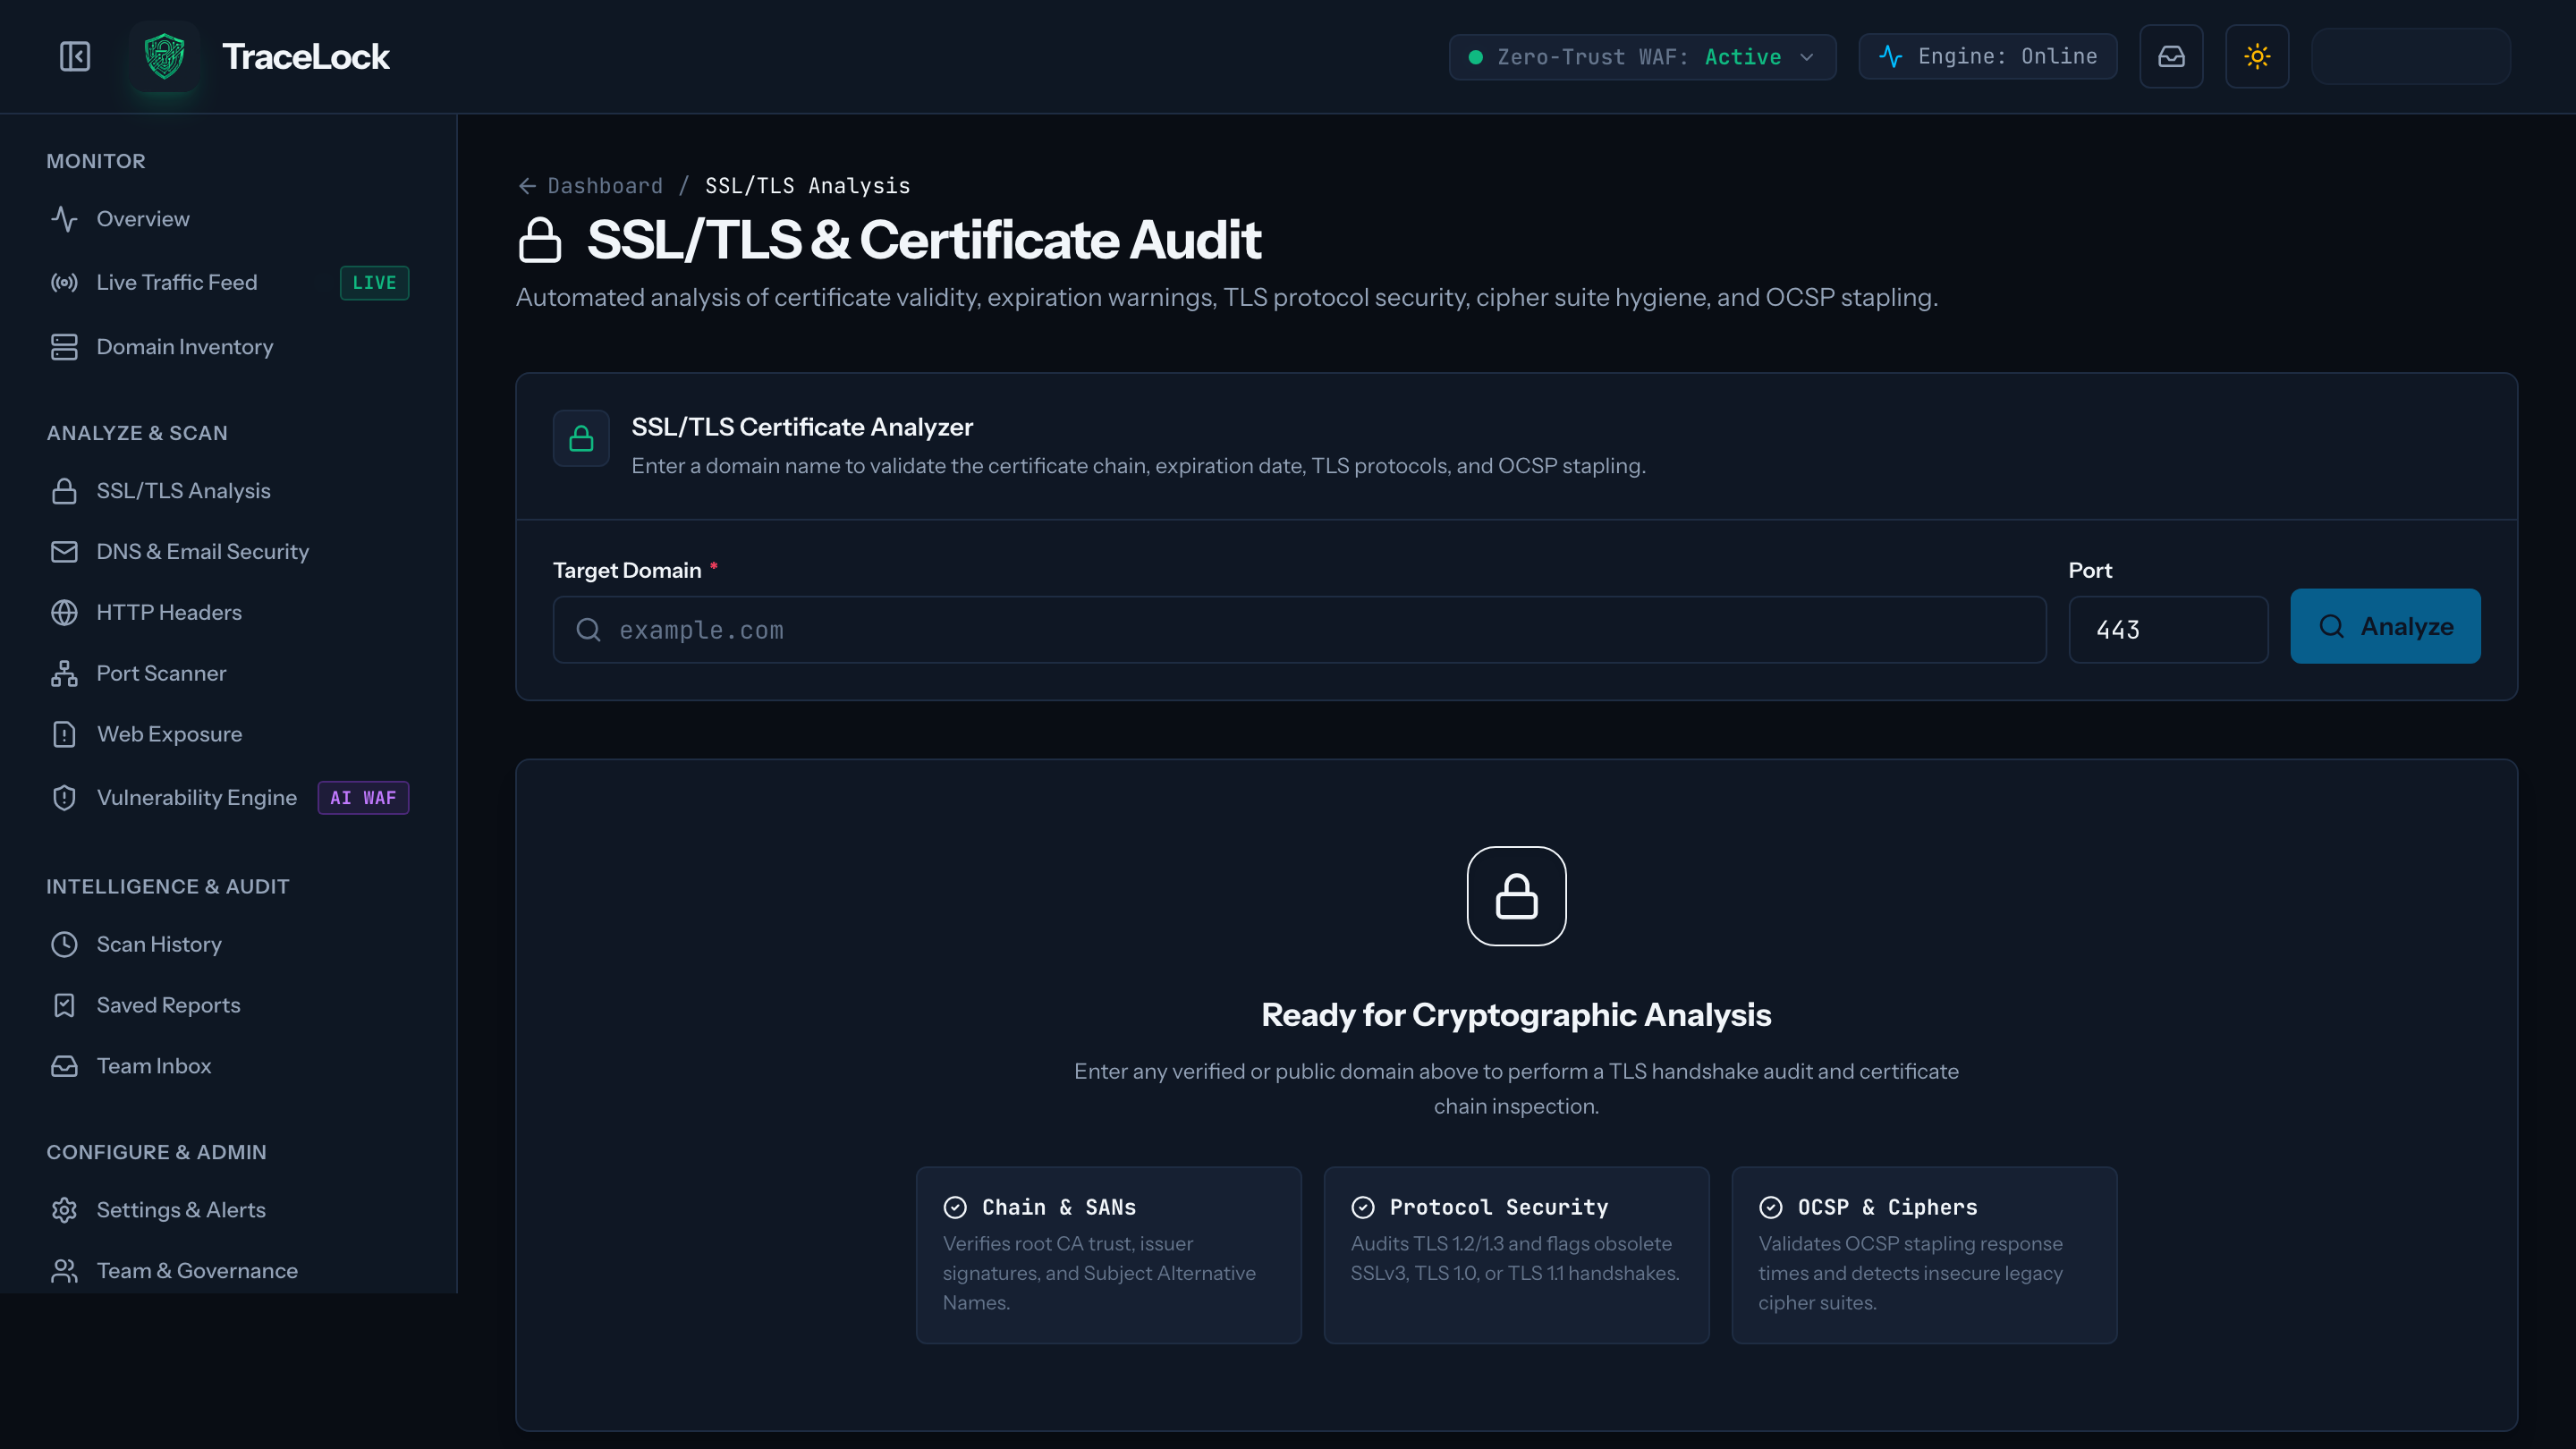 TraceLock
Zero-Trust WAF: Active
Engine: Online
MONITOR
Overview
Live Traffic Feed LIVE
Domain Inventory
ANALYZE & SCAN
SSL/TLS Analysis
DNS & Email Security
HTTP Headers
Port Scanner
Web Exposure
Vulnerability Engine AI WAF
INTELLIGENCE & AUDIT
Scan History
Saved Reports
Team Inbox
CONFIGURE & ADMIN
Settings & Alerts
Team & Governance
Dashboard / SSL/TLS Analysis
SSL/TLS & Certificate Audit
Automated analysis of certificate validity, expiration warnings, TLS protocol security, cipher suite hygiene, and OCSP stapling.
SSL/TLS Certificate Analyzer
Enter a domain name to validate the certificate chain, expiration date, TLS protocols, and OCSP stapling.
Target Domain *
example.com
Port
443
Analyze
Ready for Cryptographic Analysis
Enter any verified or public domain above to perform a TLS handshake audit and certificate
chain inspection.
Chain & SANs
Verifies root CA trust, issuer
signatures, and Subject Alternative
Names.
Protocol Security
Audits TLS 1.2/1.3 and flags obsolete
SSLv3, TLS 1.0, or TLS 1.1 handshakes.
OCSP & Ciphers
Validates OCSP stapling response
times and detects insecure legacy
cipher suites.